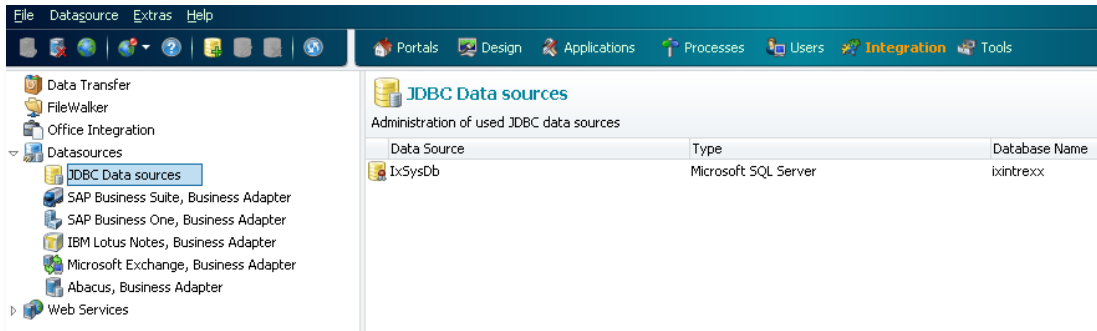 File Datasource Extras Help
Portals Design Applications Processes Users Integration Tools
Data Transfer
FileWalker
Office Integration
Datasources
JDBC Data sources
SAP Business Suite, Business Adapter
SAP Business One, Business Adapter
IBM Lotus Notes, Business Adapter
Microsoft Exchange, Business Adapter
Abacus, Business Adapter
Web Services
JDBC Data sources
Administration of used JDBC data sources
Data Source Type Database Name
IxSysDb Microsoft SQL Server ixintrexx